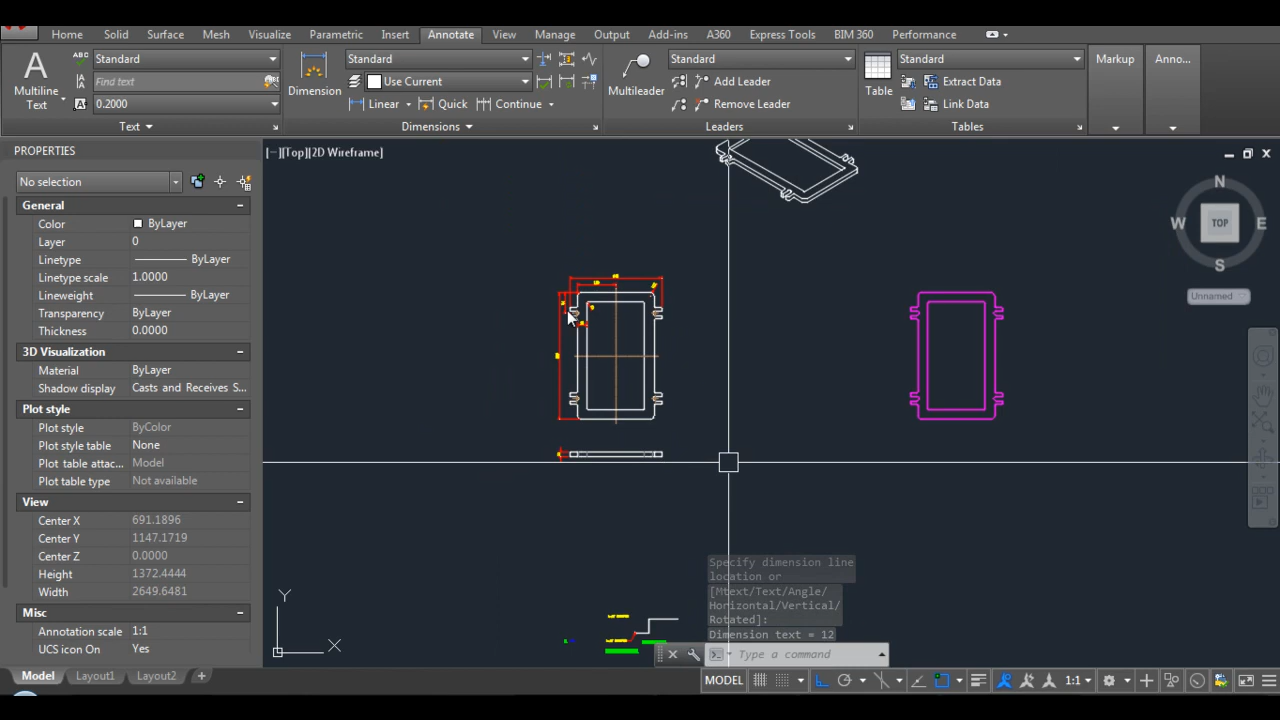 Home Solid Surface Mesh Visualize Parametric Insert Annotate View Manage Output Add-ins A360 Express Tools BIM 360 Performance
Multiline Text
Standard
Find text
0.2000
Text
Dimension
Standard
Use Current
Linear Quick Continue
Dimensions
Multileader
Standard
Add Leader
Remove Leader
Leaders
Table
Standard
Extract Data
Link Data
Tables
Markup
Anno...
PROPERTIES
No selection
General
Color ByLayer
Layer 0
Linetype ByLayer
Linetype scale 1.0000
Lineweight ByLayer
Transparency ByLayer
Thickness 0.0000
3D Visualization
Material ByLayer
Shadow display Casts and Receives S...
Plot style
Plot style ByColor
Plot style table None
Plot table attac... Model
Plot table type Not available
View
Center X 691.1896
Center Y 1147.1719
Center Z 0.0000
Height 1372.4444
Width 2649.6481
Misc
Annotation scale 1:1
UCS icon On Yes
[−][Top][2D Wireframe]
N
W TOP E
S
Unnamed
Y
X
Specify dimension line
location or
[Mtext/Text/Angle/
Horizontal/Vertical/
Rotated]:
Dimension text = 12
Type a command
Model Layout1 Layout2 +
MODEL 1:1